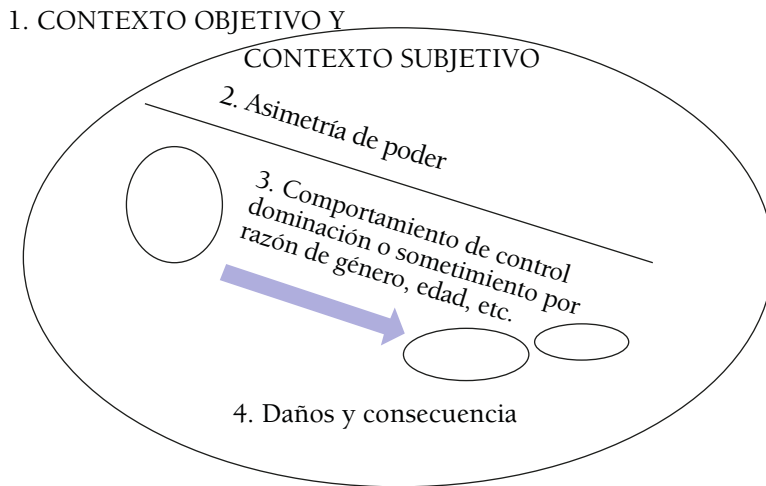 1. CONTEXTO OBJETIVO Y
CONTEXTO SUBJETIVO
2. Asimetría de poder
3. Comportamiento de control
dominación o sometimiento por
razón de género, edad, etc.
4. Daños y consecuencia